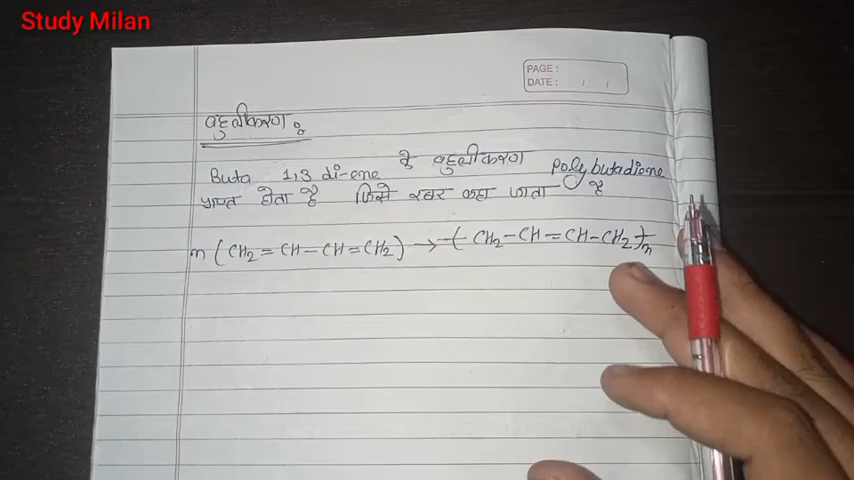 Study Milan
PAGE :
DATE : / /
बहुलीकरण :
Buta 1,3 di-ene के बहुलीकरण polybutadiene
प्राप्त होता है जिसे रबर कहा जाता है
n ( CH₂ = CH – CH = CH₂ ) → ( CH₂ – CH = CH – CH₂ )n